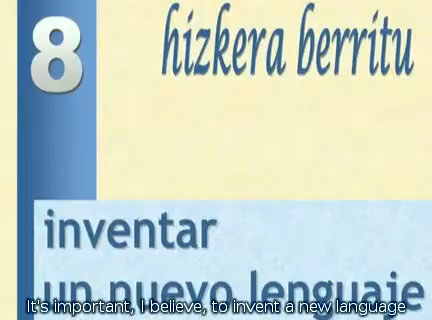 8
hizkera berritu
inventar
un nuevo lenguaje
It's important, I believe, to invent a new language